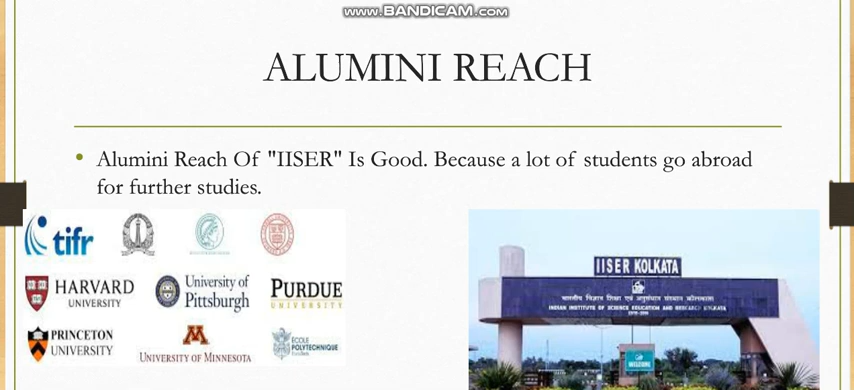 www.BANDICAM.com
ALUMINI REACH
• Alumini Reach Of "IISER" Is Good. Because a lot of students go abroad
for further studies.
tifr
HARVARD
UNIVERSITY
University of
Pittsburgh
PURDUE
UNIVERSITY
PRINCETON
UNIVERSITY
UNIVERSITY OF MINNESOTA
ÉCOLE
POLYTECHNIQUE
IISER KOLKATA
भारतीय विज्ञान शिक्षा एवं अनुसंधान संस्थान कोलकाता
INDIAN INSTITUTE OF SCIENCE EDUCATION AND RESEARCH KOLKATA
WELCOME